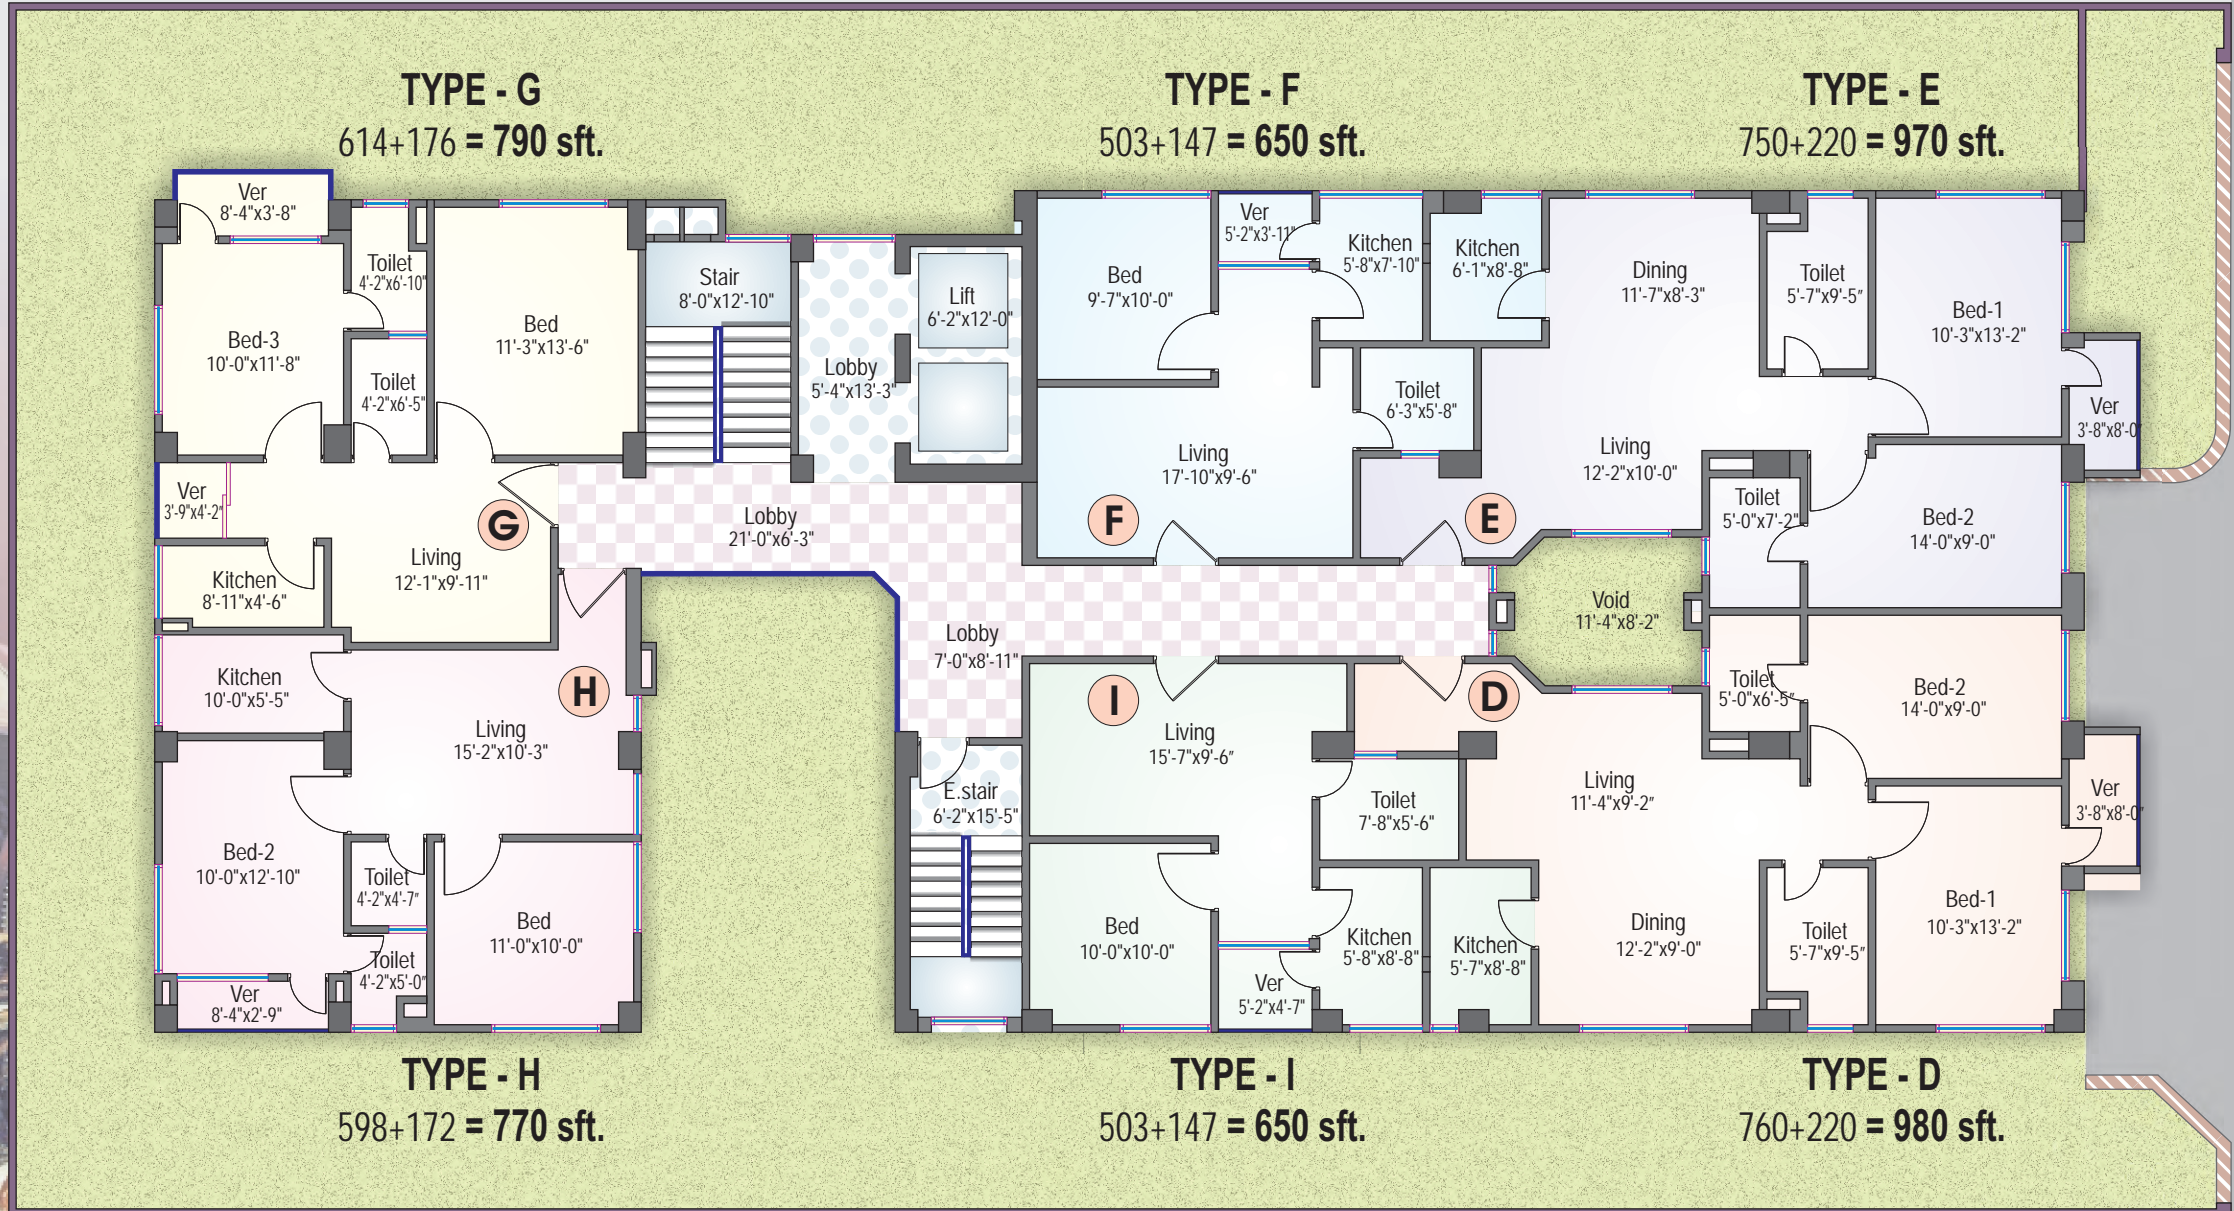 TYPE - G
614+176 = 790 sft.
TYPE - F
503+147 = 650 sft.
TYPE - E
750+220 = 970 sft.
Ver
8'-4"x3'-8"
Toilet
4'-2"x6'-10"
Bed-3
10'-0"x11'-8"
Bed
11'-3"x13'-6"
Toilet
4'-2"x6'-5"
Stair
8'-0"x12'-10"
Lobby
5'-4"x13'-3"
Lift
6'-2"x12'-0"
Ver
3'-9"x4'-2"
G
Living
12'-1"x9'-11"
Kitchen
8'-11"x4'-6"
Lobby
21'-0"x6'-3"
Bed
9'-7"x10'-0"
Ver
5'-2"x3'-11"
Kitchen
5'-8"x7'-10"
Toilet
6'-3"x5'-8"
Living
17'-10"x9'-6"
F
Kitchen
6'-1"x8'-8"
Dining
11'-7"x8'-3"
Toilet
5'-7"x9'-5"
Bed-1
10'-3"x13'-2"
Ver
3'-8"x8'-0"
Living
12'-2"x10'-0"
E
Toilet
5'-0"x7'-2"
Bed-2
14'-0"x9'-0"
Void
11'-4"x8'-2"
Lobby
7'-0"x8'-11"
Kitchen
10'-0"x5'-5"
H
Living
15'-2"x10'-3"
Bed-2
10'-0"x12'-10"
Toilet
4'-2"x4'-7"
Toilet
4'-2"x5'-0"
Bed
11'-0"x10'-0"
Ver
8'-4"x2'-9"
E.stair
6'-2"x15'-5"
I
Living
15'-7"x9'-6"
Toilet
7'-8"x5'-6"
Bed
10'-0"x10'-0"
Ver
5'-2"x4'-7"
Kitchen
5'-8"x8'-8"
D
Toilet
5'-0"x6'-5"
Bed-2
14'-0"x9'-0"
Living
11'-4"x9'-2"
Ver
3'-8"x8'-0"
Kitchen
5'-7"x8'-8"
Dining
12'-2"x9'-0"
Toilet
5'-7"x9'-5"
Bed-1
10'-3"x13'-2"
TYPE - H
598+172 = 770 sft.
TYPE - I
503+147 = 650 sft.
TYPE - D
760+220 = 980 sft.